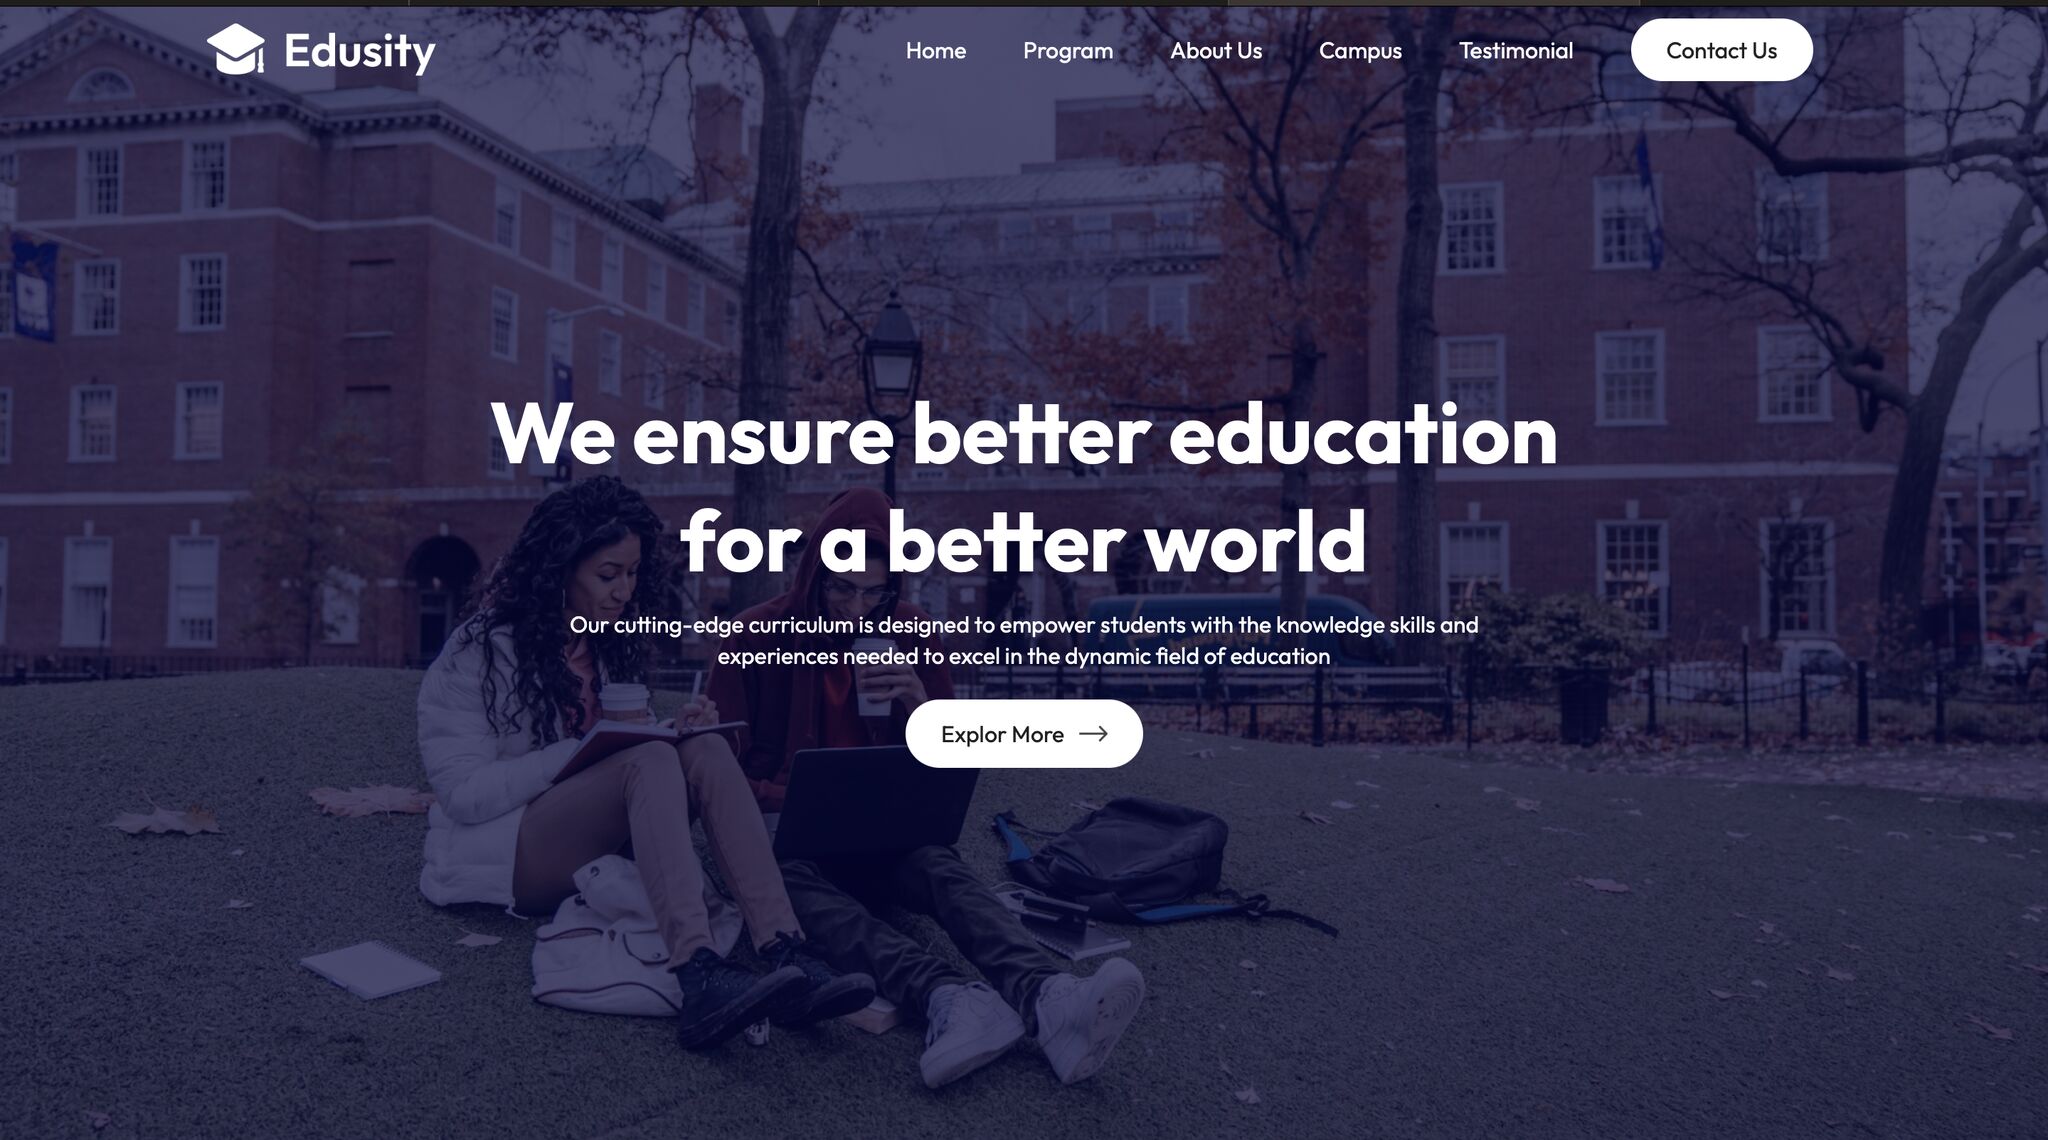 Edusity
Home Program About Us Campus Testimonial Contact Us
We ensure better education
for a better world
Our cutting-edge curriculum is designed to empower students with the knowledge skills and
experiences needed to excel in the dynamic field of education
Explor More